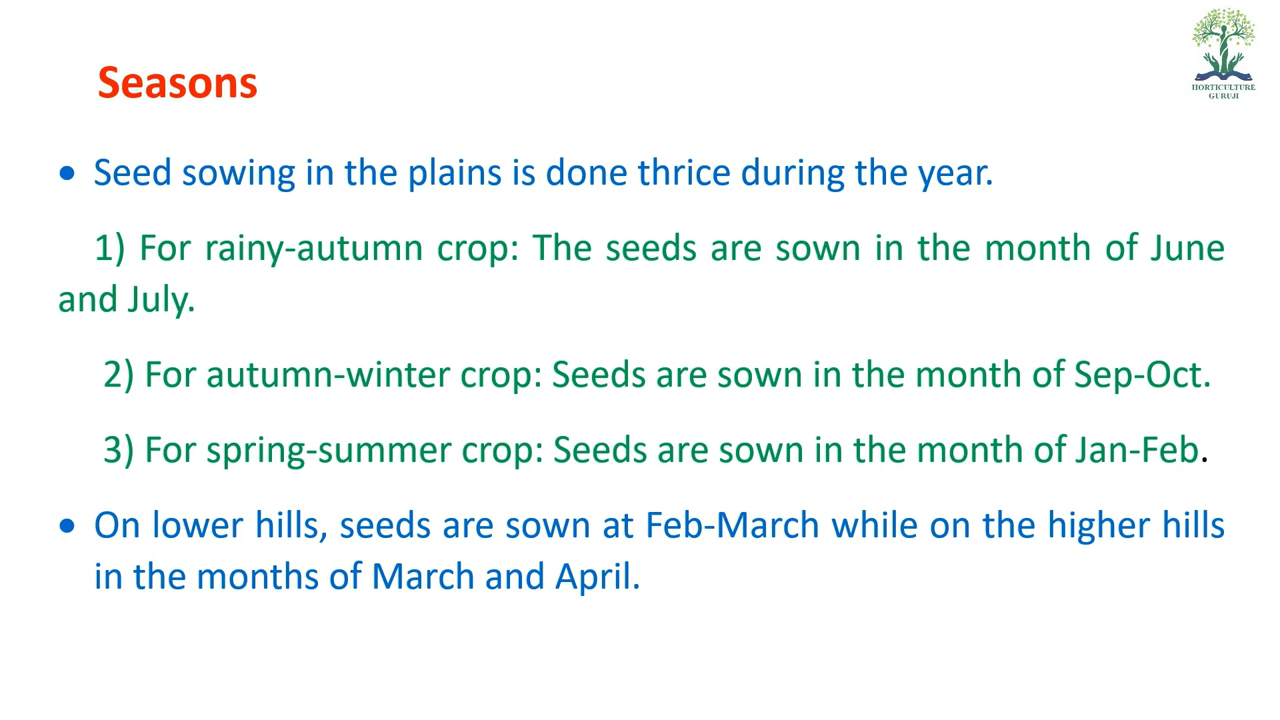 HORTICULTURE
GURUJI
Seasons
• Seed sowing in the plains is done thrice during the year.
1) For rainy-autumn crop: The seeds are sown in the month of June
and July.
2) For autumn-winter crop: Seeds are sown in the month of Sep-Oct.
3) For spring-summer crop: Seeds are sown in the month of Jan-Feb.
• On lower hills, seeds are sown at Feb-March while on the higher hills
in the months of March and April.